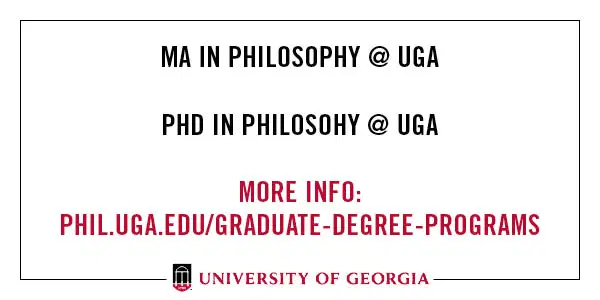 MA IN PHILOSOPHY @ UGA
PHD IN PHILOSOHY @ UGA
MORE INFO:
PHIL.UGA.EDU/GRADUATE-DEGREE-PROGRAMS
UNIVERSITY OF GEORGIA